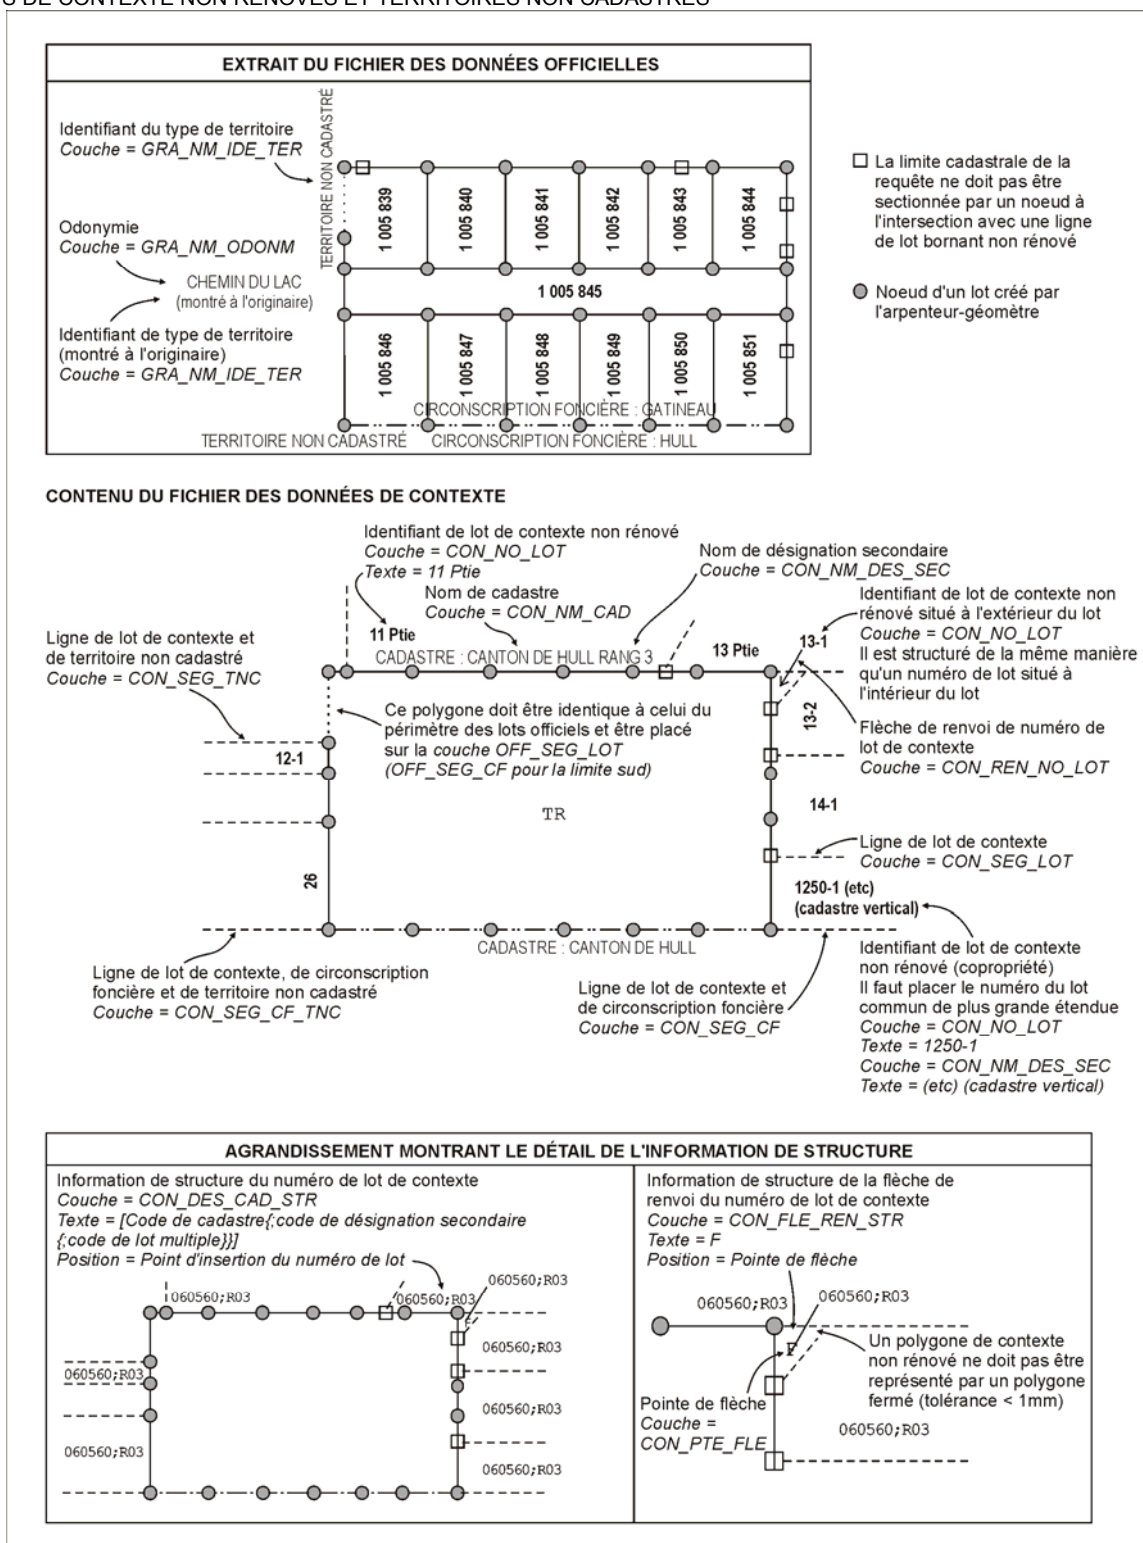 S DE CONTEXTE NON RÉNOVÉS ET TERRITOIRES NON CADASTRÉS
EXTRAIT DU FICHIER DES DONNÉES OFFICIELLES
Identifiant du type de territoire
Couche = GRA_NM_IDE_TER
TERRITOIRE NON CADASTRÉ
Odonymie
Couche = GRA_NM_ODONM
CHEMIN DU LAC
(montré à l'originaire)
Identifiant de type de territoire
(montré à l'originaire)
Couche = GRA_NM_IDE_TER
1 005 839
1 005 840
1 005 841
1 005 842
1 005 843
1 005 844
1 005 845
1 005 846
1 005 847
1 005 848
1 005 849
1 005 850
1 005 851
CIRCONSCRIPTION FONCIÈRE : GATINEAU
TERRITOIRE NON CADASTRÉ
CIRCONSCRIPTION FONCIÈRE : HULL
La limite cadastrale de la
requête ne doit pas être
sectionnée par un noeud à
l'intersection avec une ligne
de lot bornant non rénové
Noeud d'un lot créé par
l'arpenteur-géomètre
CONTENU DU FICHIER DES DONNÉES DE CONTEXTE
Identifiant de lot de contexte non rénové
Couche = CON_NO_LOT
Texte = 11 Ptie
Nom de cadastre
Couche = CON_NM_CAD
Nom de désignation secondaire
Couche = CON_NM_DES_SEC
Identifiant de lot de contexte non
rénové situé à l'extérieur du lot
Couche = CON_NO_LOT
Il est structuré de la même manière
qu'un numéro de lot situé à
l'intérieur du lot
Ligne de lot de contexte et
de territoire non cadastré
Couche = CON_SEG_TNC
11 Ptie
CADASTRE : CANTON DE HULL RANG 3
13 Ptie
13-1
13-2
Ce polygone doit être identique à celui du
périmètre des lots officiels et être placé
sur la couche OFF_SEG_LOT
(OFF_SEG_CF pour la limite sud)
Flèche de renvoi de numéro de
lot de contexte
Couche = CON_REN_NO_LOT
12-1
TR
14-1
Ligne de lot de contexte
Couche = CON_SEG_LOT
26
1250-1 (etc)
(cadastre vertical)
CADASTRE : CANTON DE HULL
Ligne de lot de contexte, de circonscription
foncière et de territoire non cadastré
Couche = CON_SEG_CF_TNC
Ligne de lot de contexte et
de circonscription foncière
Couche = CON_SEG_CF
Identifiant de lot de contexte
non rénové (copropriété)
Il faut placer le numéro du lot
commun de plus grande étendue
Couche = CON_NO_LOT
Texte = 1250-1
Couche = CON_NM_DES_SEC
Texte = (etc) (cadastre vertical)
AGRANDISSEMENT MONTRANT LE DÉTAIL DE L'INFORMATION DE STRUCTURE
Information de structure du numéro de lot de contexte
Couche = CON_DES_CAD_STR
Texte = [Code de cadastre{;code de désignation secondaire
{;code de lot multiple}}]
Position = Point d'insertion du numéro de lot
060560;R03
060560;R03
060560;R03
F
060560;R03
060560;R03
060560;R03
060560;R03
060560;R03
Information de structure de la flèche de
renvoi du numéro de lot de contexte
Couche = CON_FLE_REN_STR
Texte = F
Position = Pointe de flèche
060560;R03
060560;R03
F
Un polygone de contexte
non rénové ne doit pas être
représenté par un polygone
fermé (tolérance < 1mm)
Pointe de flèche
Couche =
CON_PTE_FLE
060560;R03